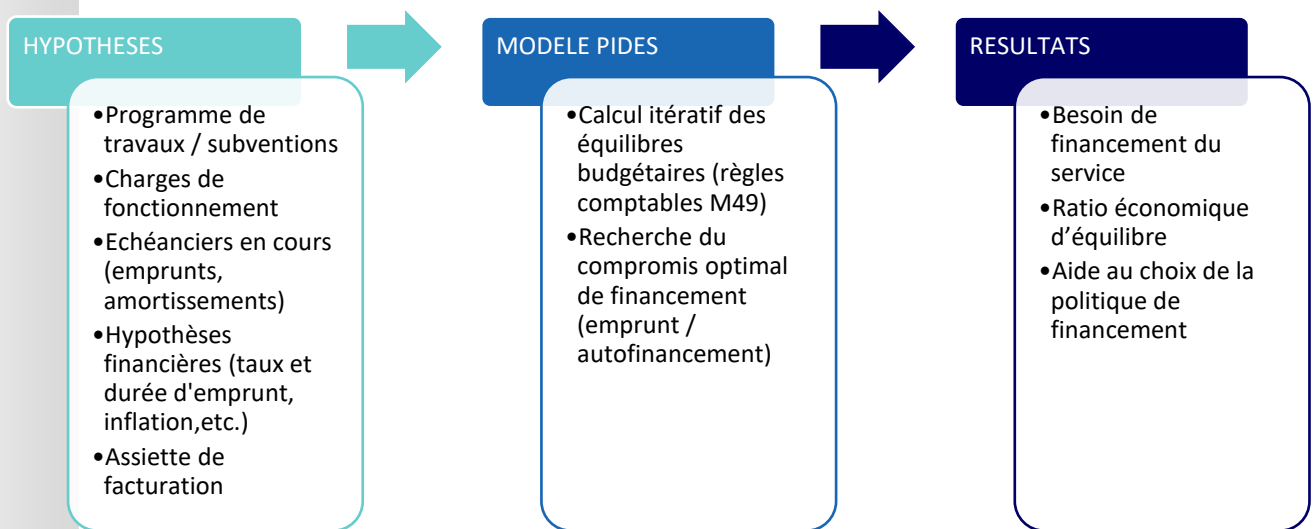 HYPOTHESES
•Programme de
travaux / subventions
•Charges de
fonctionnement
•Echéanciers en cours
(emprunts,
amortissements)
•Hypothèses
financières (taux et
durée d'emprunt,
inflation,etc.)
•Assiette de
facturation
MODELE PIDES
•Calcul itératif des
équilibres
budgétaires (règles
comptables M49)
•Recherche du
compromis optimal
de financement
(emprunt /
autofinancement)
RESULTATS
•Besoin de
financement du
service
•Ratio économique
d’équilibre
•Aide au choix de la
politique de
financement